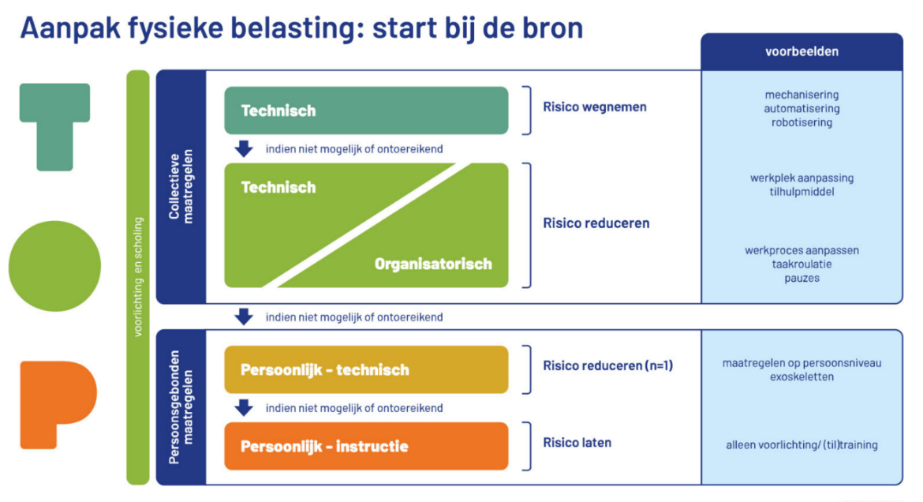 Aanpak fysieke belasting: start bij de bron
voorbeelden
T
O
P
voorlichting en scholing
Collectieve
maatregelen
Technisch
Risico wegnemen
mechanisering
automatisering
robotisering
indien niet mogelijk of ontoereikend
Technisch
Organisatorisch
Risico reduceren
werkplek aanpassing
tilhulpmiddel
werkproces aanpassen
taakroulatie
pauzes
indien niet mogelijk of ontoereikend
Persoonsgebonden
maatregelen
Persoonlijk - technisch
Risico reduceren (n=1)
maatregelen op persoonsniveau
exoskeletten
indien niet mogelijk of ontoereikend
Persoonlijk - instructie
Risico laten
alleen voorlichting/ (til)training